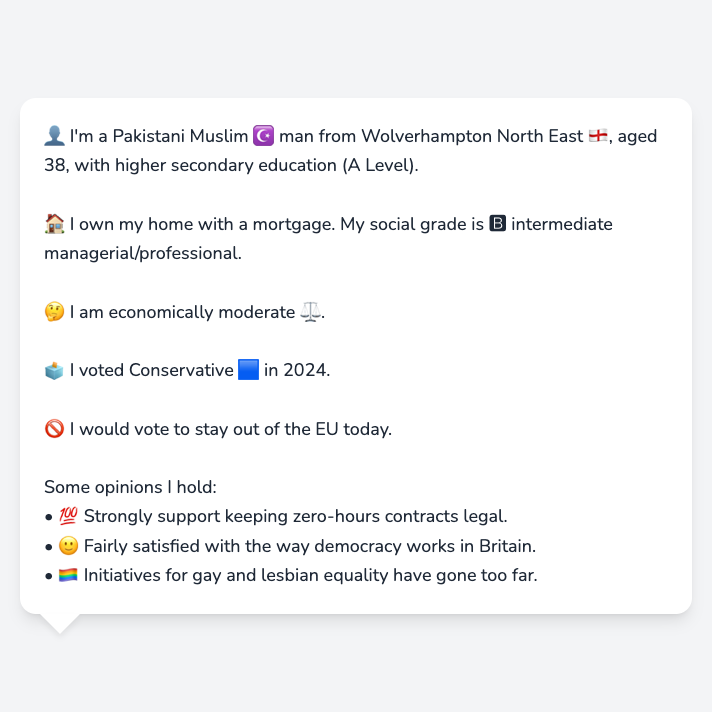 👤 I'm a Pakistani Muslim ☪️ man from Wolverhampton North East 🏴󠁧󠁢󠁥󠁮󠁧󠁿, aged
38, with higher secondary education (A Level).
🏠 I own my home with a mortgage. My social grade is 🅱 intermediate
managerial/professional.
🤔 I am economically moderate ⚖️.
🗳️ I voted Conservative 🟦 in 2024.
🚫 I would vote to stay out of the EU today.
Some opinions I hold:
• 💯 Strongly support keeping zero-hours contracts legal.
• 🙂 Fairly satisfied with the way democracy works in Britain.
• 🏳️‍🌈 Initiatives for gay and lesbian equality have gone too far.